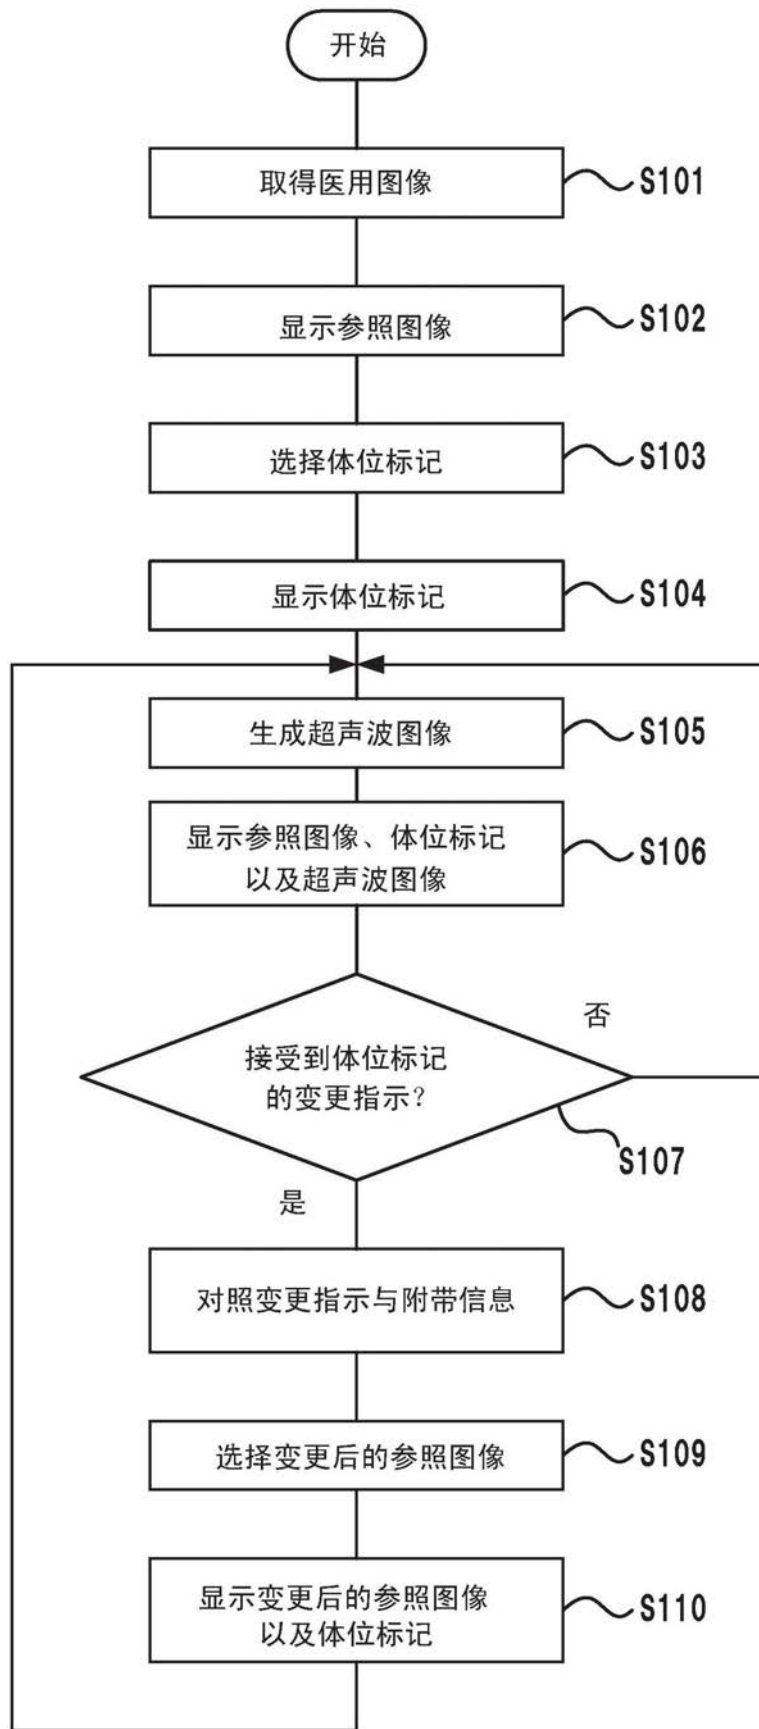 开始
取得医用图像
S101
显示参照图像
S102
选择体位标记
S103
显示体位标记
S104
生成超声波图像
S105
显示参照图像、体位标记
以及超声波图像
S106
接受到体位标记
的变更指示?
否
S107
是
对照变更指示与附带信息
S108
选择变更后的参照图像
S109
显示变更后的参照图像
以及体位标记
S110